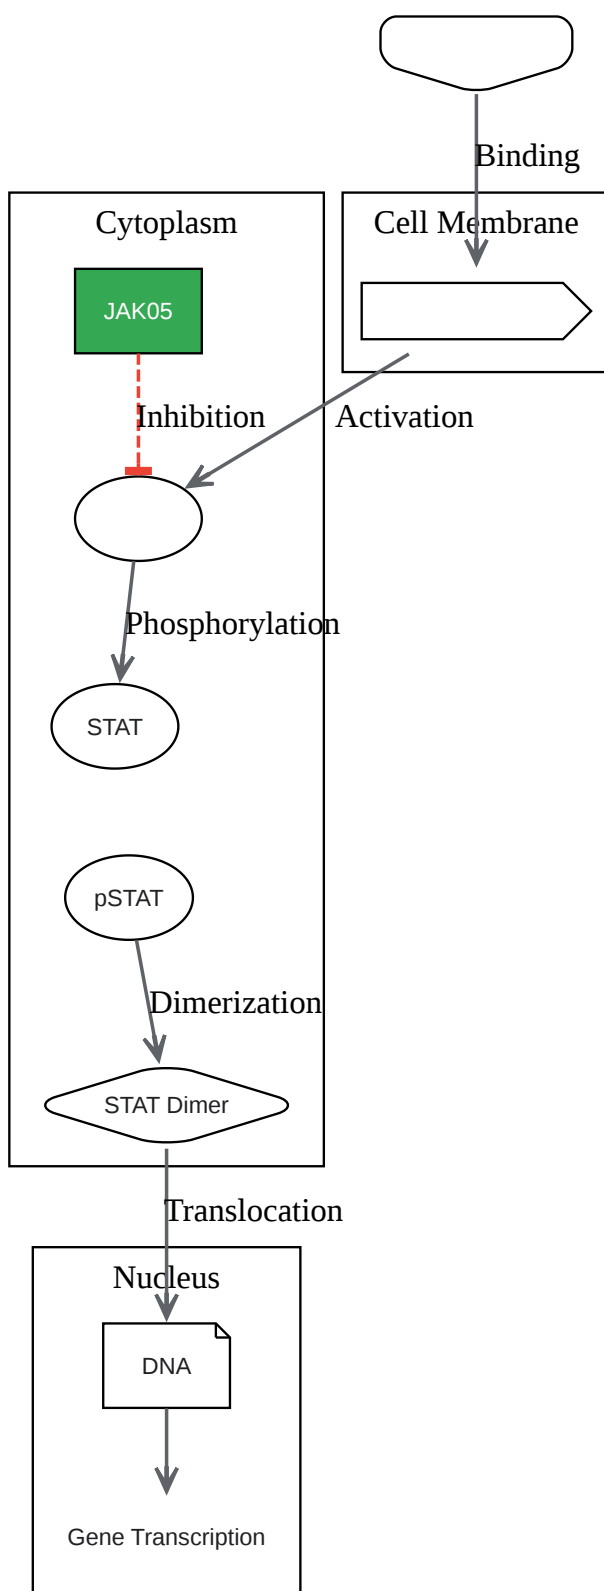 Binding
Cytoplasm
Cell Membrane
JAK05
Inhibition
Activation
Phosphorylation
STAT
pSTAT
Dimerization
STAT Dimer
Translocation
Nucleus
DNA
Gene Transcription